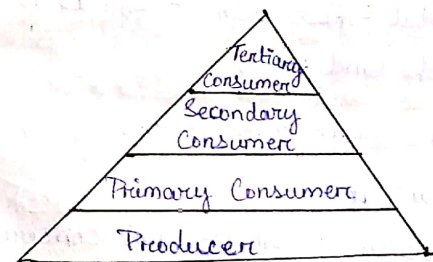 Tertiary
Consumer
Secondary
Consumer
Primary Consumer,
Producer